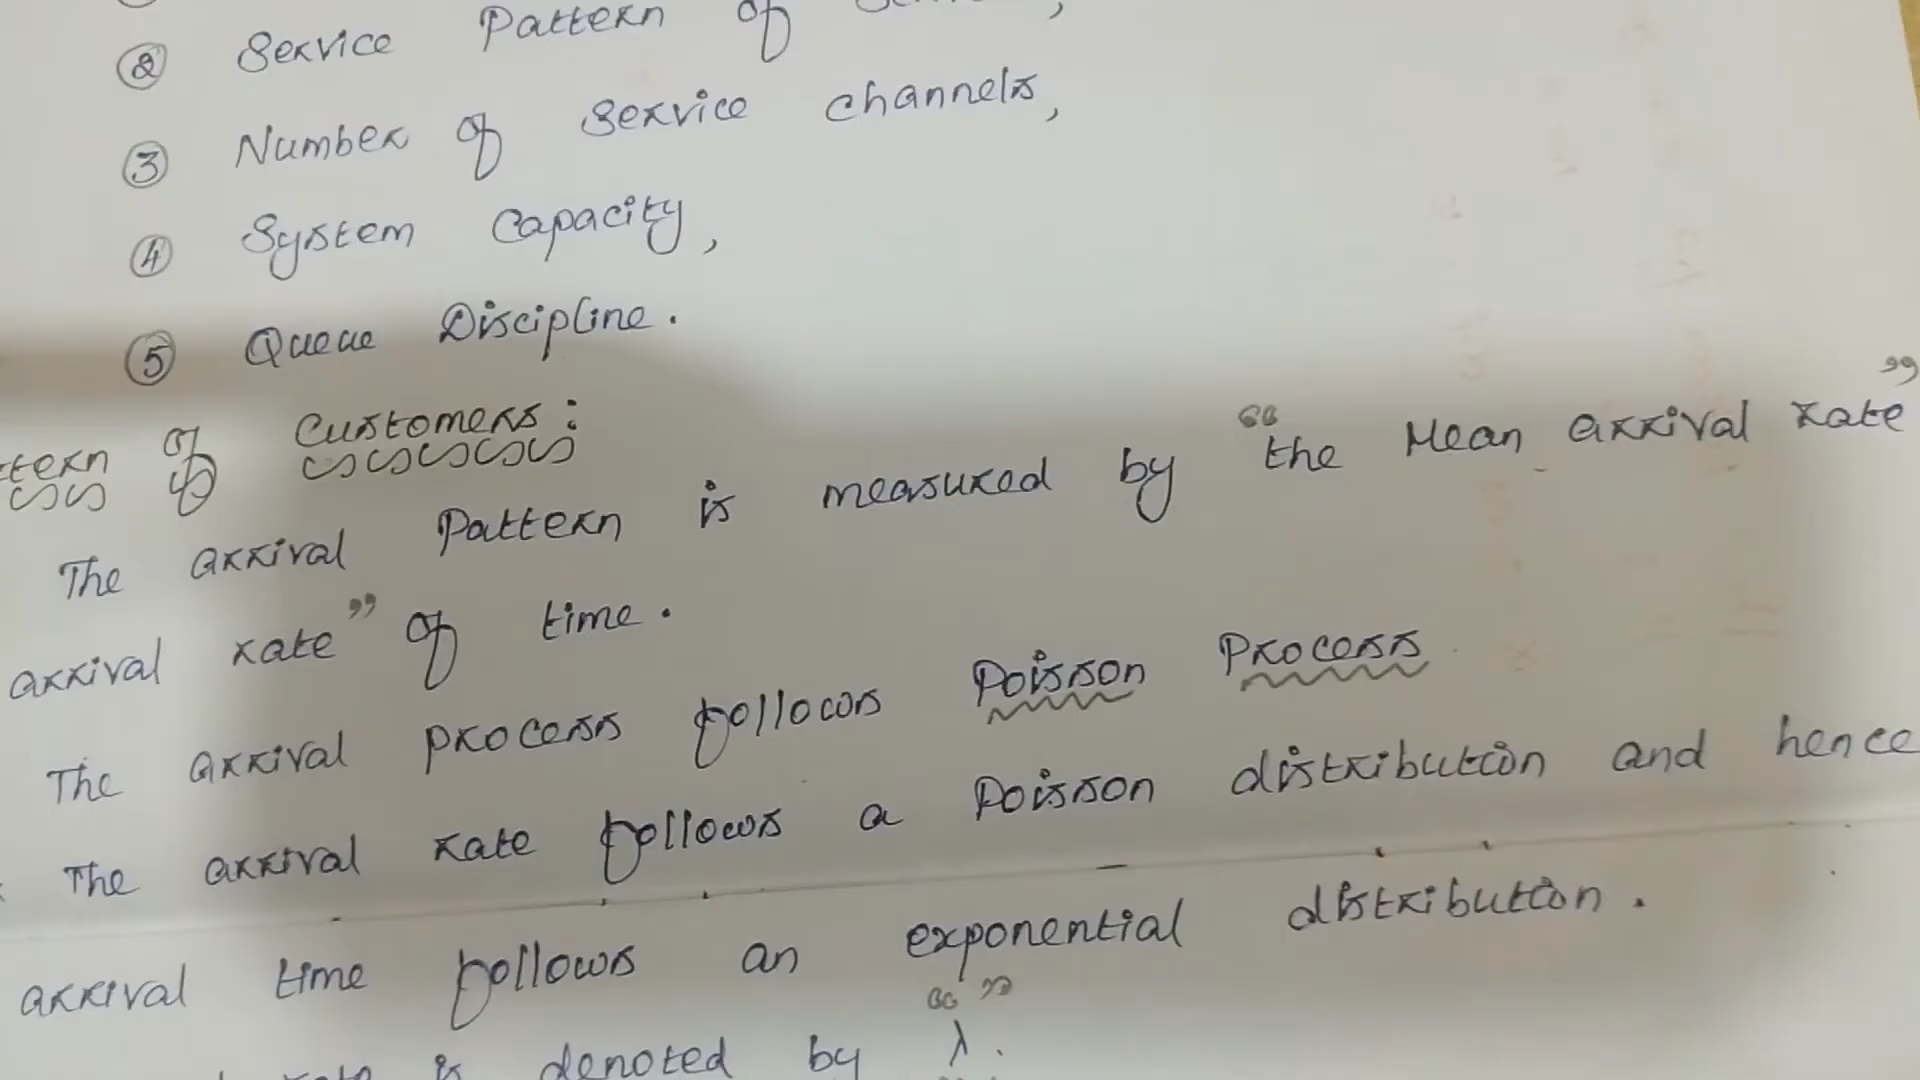 ② Service Pattern of
③ Number of Service channels,
④ System Capacity,
⑤ Queue Discipline.
tern of Customers:
The arrival Pattern is measured by “the Mean arrival rate”
arrival rate” of time.
The arrival process follows Poisson Process
The arrival rate follows a Poisson distribution and hence
arrival time follows an exponential distribution.
is denoted by “λ”.